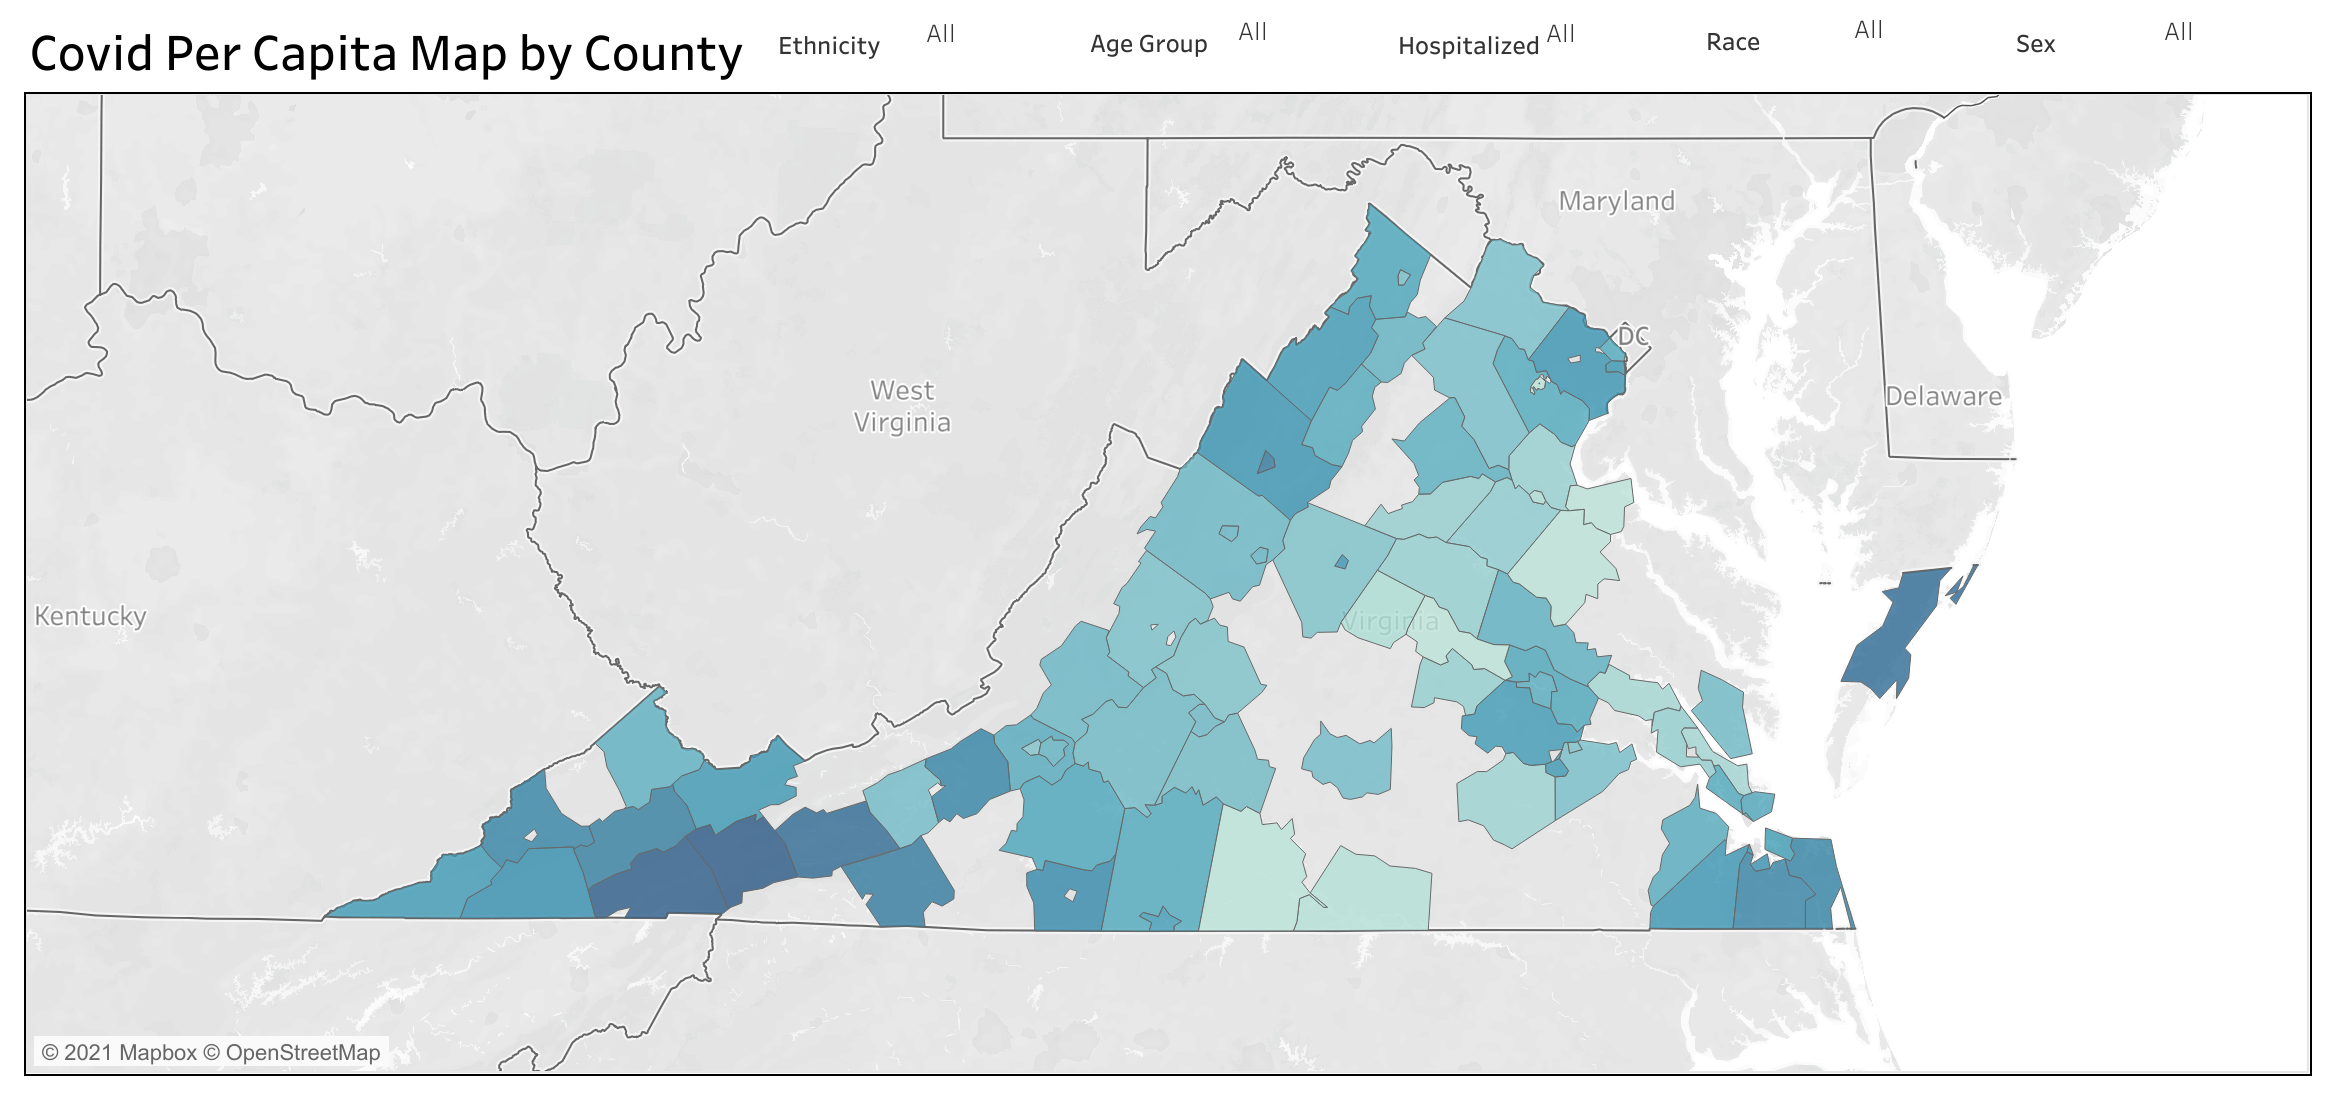 Covid Per Capita Map by County
Ethnicity All
Age Group All
Hospitalized All
Race All
Sex All
Maryland
DC
West
Virginia
Delaware
Kentucky
Virginia
© 2021 Mapbox © OpenStreetMap